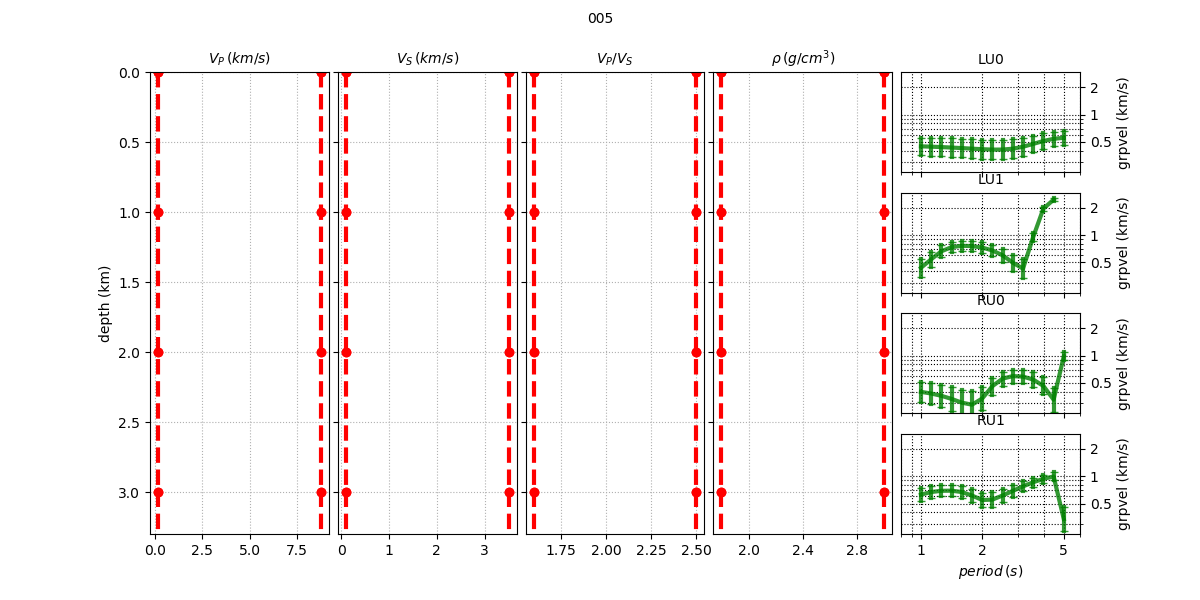 005
V_P (km/s)
V_S (km/s)
V_P/V_S
ρ (g/cm³)
LU0
depth (km)
0.0
0.5
1.0
1.5
2.0
2.5
3.0
0.0 2.5 5.0 7.5
0 1 2 3
1.75 2.00 2.25 2.50
2.0 2.4 2.8
2
1
0.5
grpvel (km/s)
LU1
2
1
0.5
grpvel (km/s)
RU0
2
1
0.5
grpvel (km/s)
RU1
2
1
0.5
grpvel (km/s)
1 2 5
period (s)